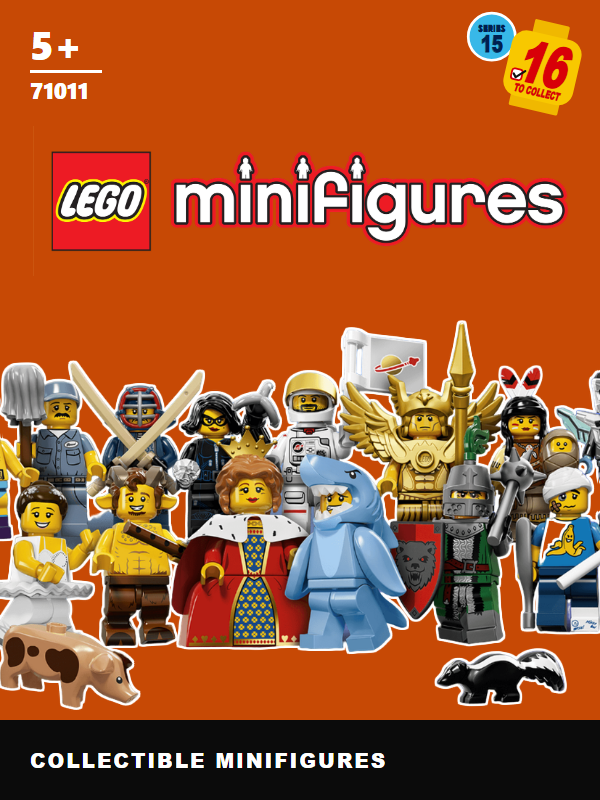 5+
71011
SERIES
15
16
TO COLLECT
LEGO®
minifigures
COLLECTIBLE MINIFIGURES